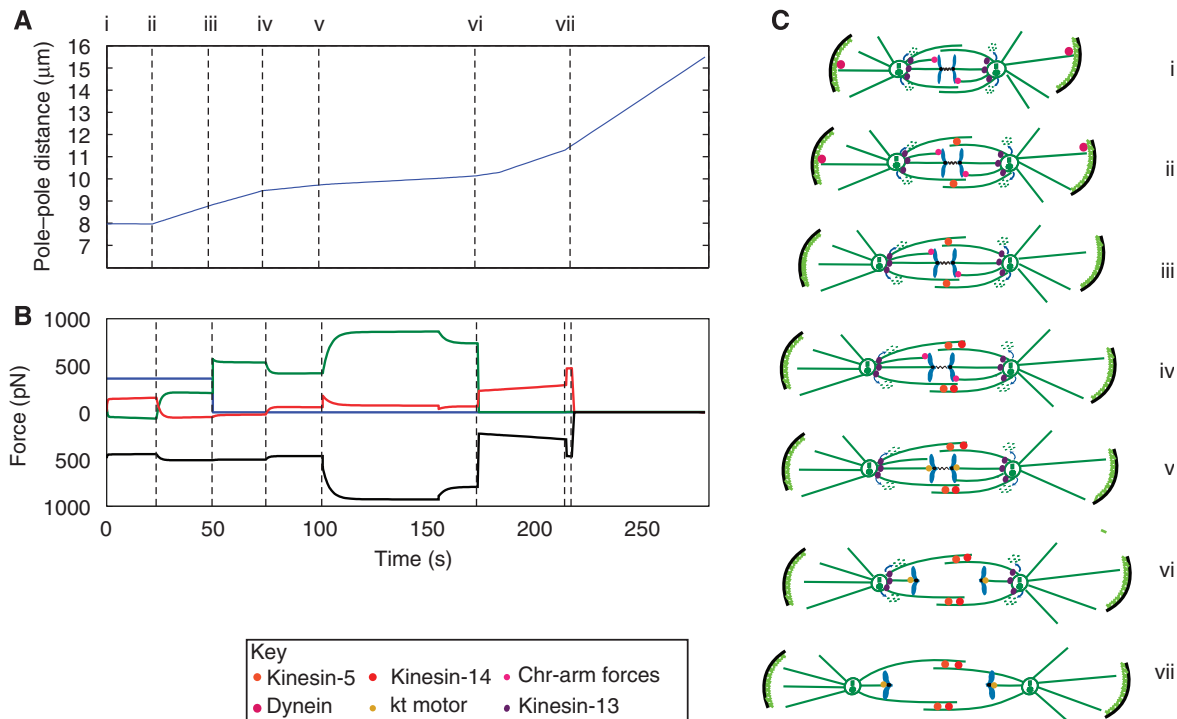 A
i ii iii iv v vi vii
Pole–pole distance (µm)
16
15
14
13
12
11
10
9
8
7
6
B
Force (pN)
1000
500
0
500
1000
0 50 100 150 200 250
Time (s)
Key
Kinesin-5 Kinesin-14 Chr-arm forces
Dynein kt motor Kinesin-13
C
i
ii
iii
iv
v
vi
vii